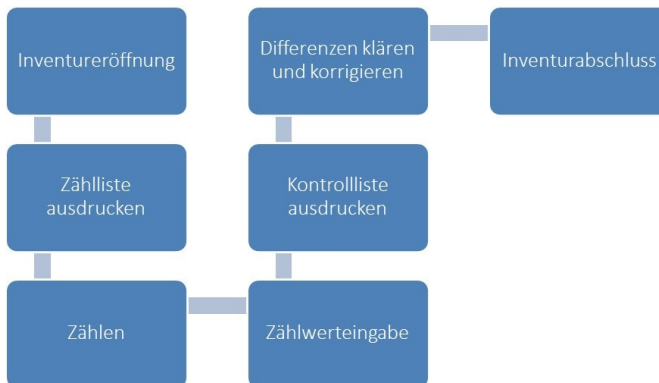 Inventureröffnung
Zählliste
ausdrucken
Zählen
Zählwerteingabe
Kontrollliste
ausdrucken
Differenzen klären
und korrigieren
Inventurabschluss